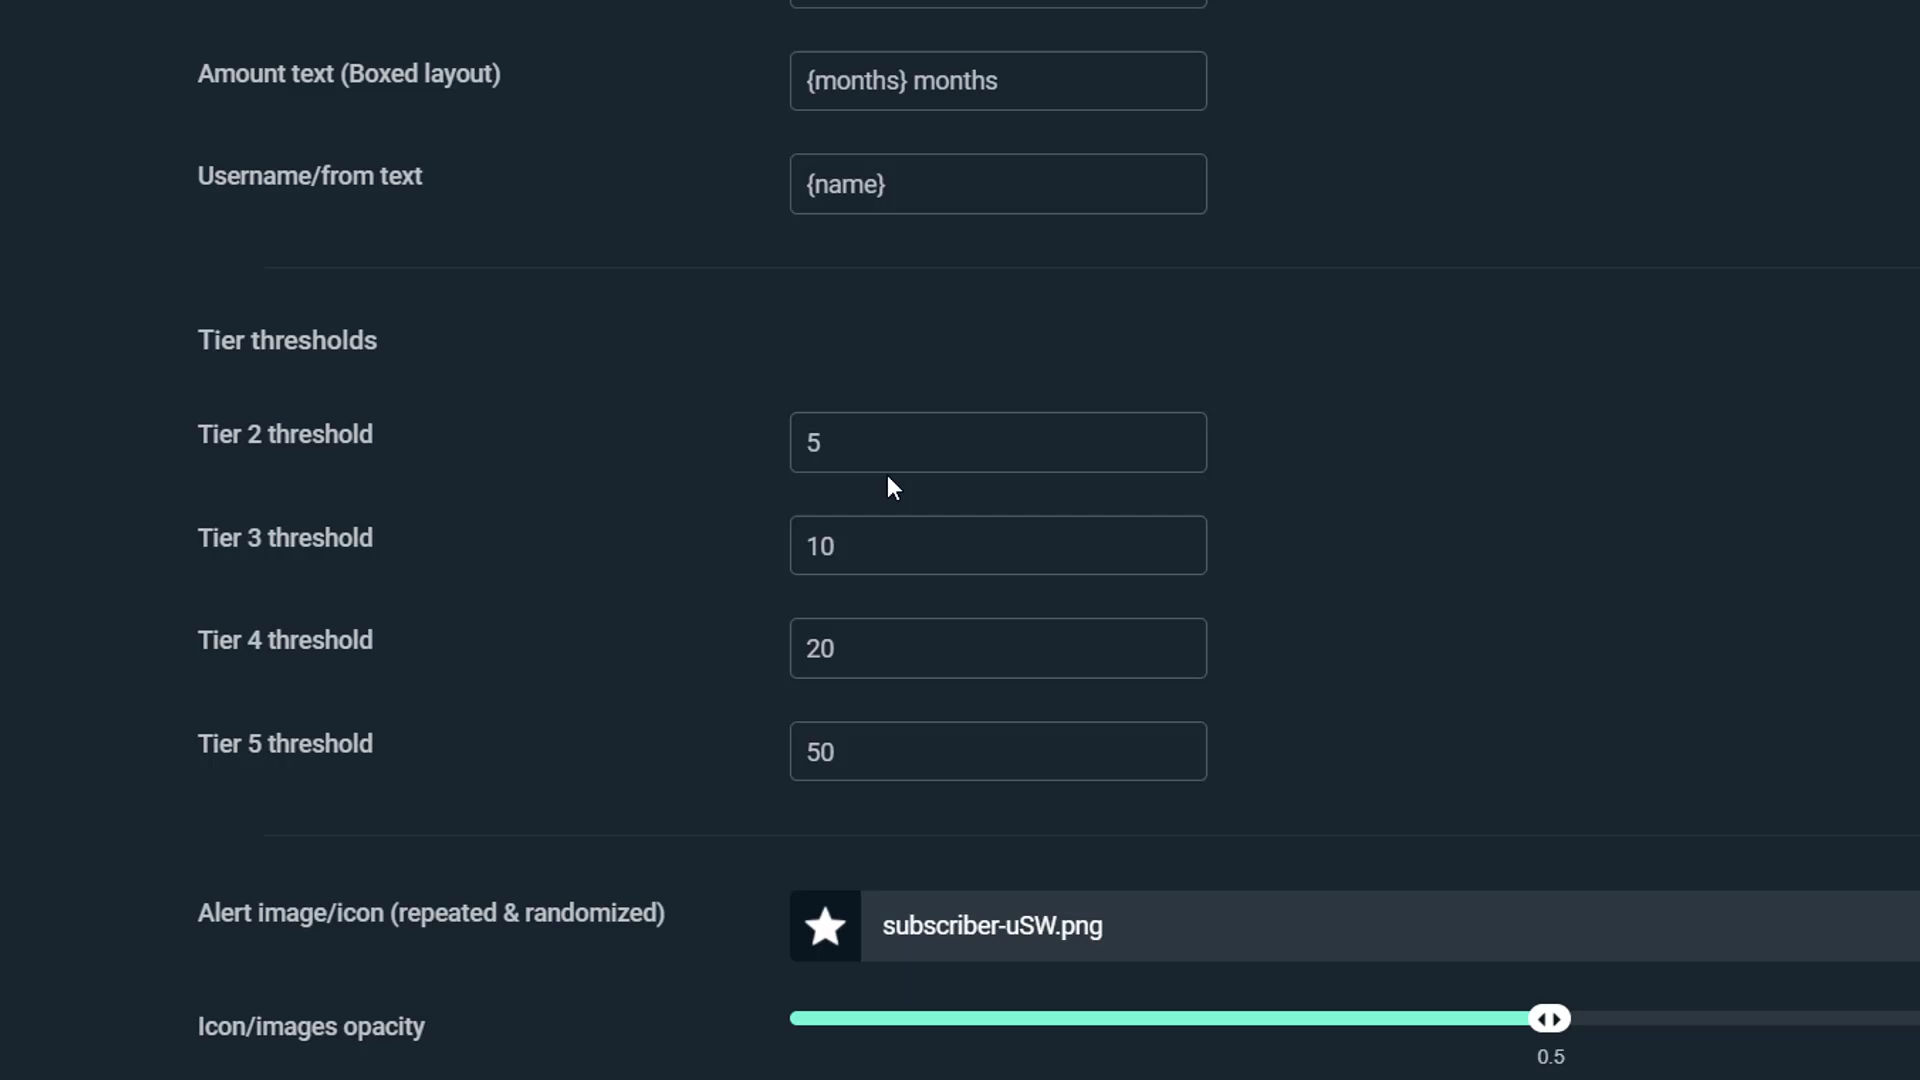 Amount text (Boxed layout)
{months} months
Username/from text
{name}
Tier thresholds
Tier 2 threshold
5
Tier 3 threshold
10
Tier 4 threshold
20
Tier 5 threshold
50
Alert image/icon (repeated & randomized)
subscriber-uSW.png
Icon/images opacity
0.5